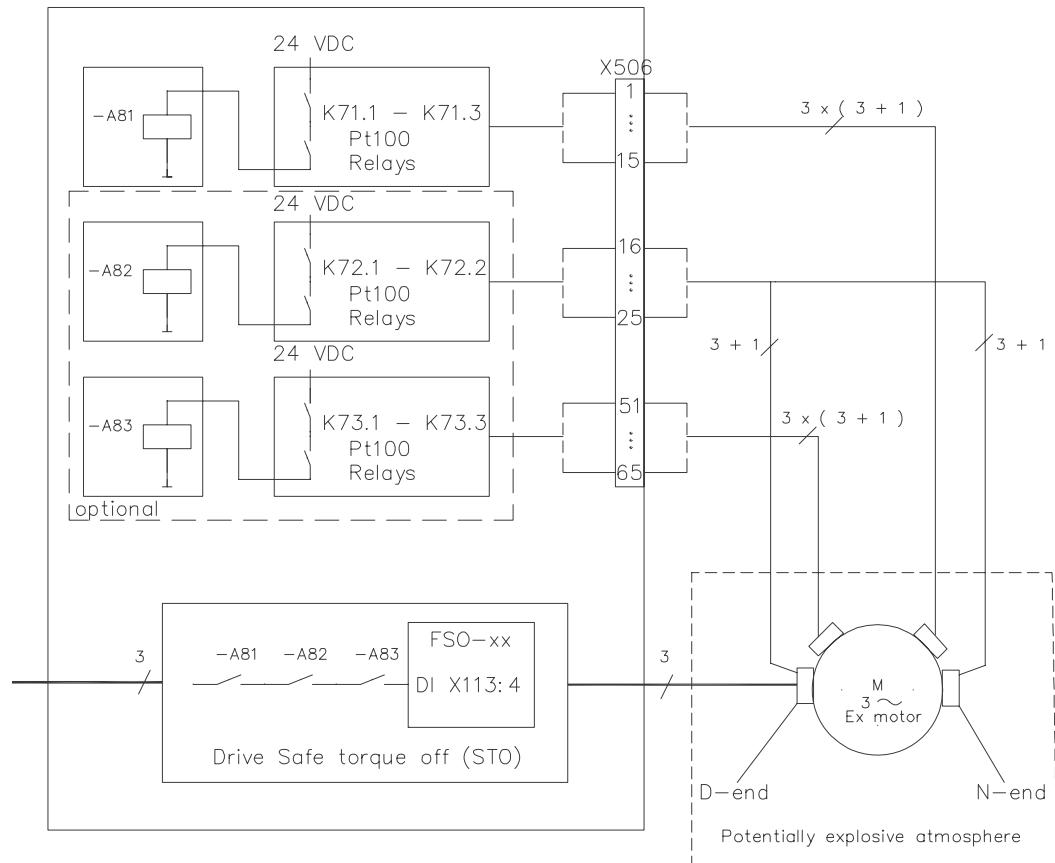 24 VDC
-A81
K71.1 - K71.3
Pt100
Relays
X506
1
15
3 x ( 3 + 1 )
24 VDC
-A82
K72.1 - K72.2
Pt100
Relays
16
25
3 + 1
3 + 1
24 VDC
-A83
K73.1 - K73.3
Pt100
Relays
51
65
3 x ( 3 + 1 )
optional
3
-A81
-A82
-A83
FSO-xx
DI X113:4
Drive Safe torque off (STO)
3
M
3 ~
Ex motor
D-end
N-end
Potentially explosive atmosphere